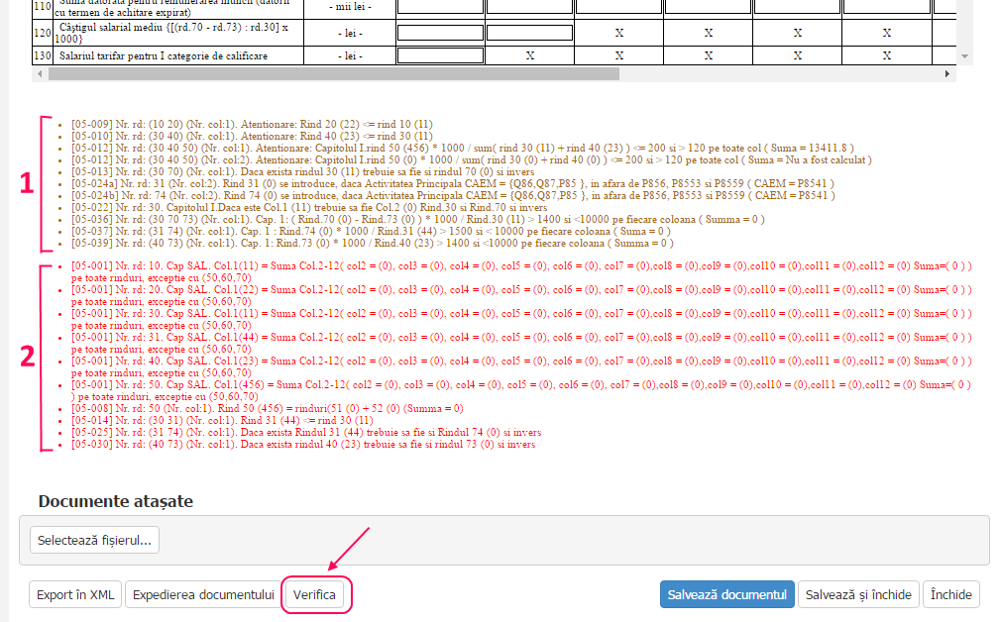 110 Suma datorată pentru remunerarea muncii (datorii
cu termen de achitare expirat) - mii lei -
120 Câștigul salarial mediu {[(rd.70 - rd.73) : rd.30] x
1000} - lei - X X X X
130 Salariul tarifar pentru I categorie de calificare - lei - X X X X X
1
[05-009] Nr. rd: (10 20) (Nr. col:1). Atentionare: Rind 20 (22) <= rind 10 (11)
[05-010] Nr. rd: (30 40) (Nr. col:1). Atentionare: Rind 40 (23) <= rind 30 (11)
[05-012] Nr. rd: (30 40 50) (Nr. col:1). Atentionare: Capitolul I.rind 50 (456) * 1000 / sum( rind 30 (11) + rind 40 (23) ) <= 200 si > 120 pe toate col ( Suma = 13411.8 )
[05-012] Nr. rd: (30 40 50) (Nr. col:2). Atentionare: Capitolul I.rind 50 (0) * 1000 / sum( rind 30 (0) + rind 40 (0) ) <= 200 si > 120 pe toate col ( Suma = Nu a fost calculat )
[05-013] Nr. rd: (30 70) (Nr. col:1). Daca exista rindul 30 (11) trebuie sa fie si rindul 70 (0) si invers
[05-024a] Nr. rd: 31 (Nr. col:2). Rind 31 (0) se introduce, daca Activitatea Principala CAEM = {Q86,Q87,P85 }, in afara de P856, P8553 si P8559 ( CAEM = P8541 )
[05-024b] Nr. rd: 74 (Nr. col:2). Rind 74 (0) se introduce, daca Activitatea Principala CAEM = {Q86,Q87,P85 }, in afara de P856, P8553 si P8559 ( CAEM = P8541 )
[05-022] Nr. rd: 30. Capitolul I.Daca este Col.1 (11) trebuie sa fie Col.2 (0) Rind.30 si Rind.70 si invers
[05-036] Nr. rd: (30 70 73) (Nr. col:1). Cap. 1: ( Rind.70 (0) - Rind.73 (0) ) * 1000 / Rind.30 (11) > 1400 si <10000 pe fiecare coloana ( Summa = 0 )
[05-037] Nr. rd: (31 74) (Nr. col:1). Cap. 1 : Rind.74 (0) * 1000 / Rind.31 (44) > 1500 si < 10000 pe fiecare coloana ( Suma = 0 )
[05-039] Nr. rd: (40 73) (Nr. col:1). Cap. 1: Rind.73 (0) * 1000 / Rind.40 (23) > 1400 si <10000 pe fiecare coloana ( Summa = 0 )
2
[05-001] Nr. rd: 10. Cap SAL. Col.1(11) = Suma Col.2-12( col2 = (0), col3 = (0), col4 = (0), col5 = (0), col6 = (0), col7 = (0),col8 = (0),col9 = (0),col10 = (0),col11 = (0),col12 = (0) Suma=( 0 ) )
pe toate rinduri, exceptie cu (50,60,70)
[05-001] Nr. rd: 20. Cap SAL. Col.1(22) = Suma Col.2-12( col2 = (0), col3 = (0), col4 = (0), col5 = (0), col6 = (0), col7 = (0),col8 = (0),col9 = (0),col10 = (0),col11 = (0),col12 = (0) Suma=( 0 ) )
pe toate rinduri, exceptie cu (50,60,70)
[05-001] Nr. rd: 30. Cap SAL. Col.1(11) = Suma Col.2-12( col2 = (0), col3 = (0), col4 = (0), col5 = (0), col6 = (0), col7 = (0),col8 = (0),col9 = (0),col10 = (0),col11 = (0),col12 = (0) Suma=( 0 ) )
pe toate rinduri, exceptie cu (50,60,70)
[05-001] Nr. rd: 31. Cap SAL. Col.1(44) = Suma Col.2-12( col2 = (0), col3 = (0), col4 = (0), col5 = (0), col6 = (0), col7 = (0),col8 = (0),col9 = (0),col10 = (0),col11 = (0),col12 = (0) Suma=( 0 ) )
pe toate rinduri, exceptie cu (50,60,70)
[05-001] Nr. rd: 40. Cap SAL. Col.1(23) = Suma Col.2-12( col2 = (0), col3 = (0), col4 = (0), col5 = (0), col6 = (0), col7 = (0),col8 = (0),col9 = (0),col10 = (0),col11 = (0),col12 = (0) Suma=( 0 ) )
pe toate rinduri, exceptie cu (50,60,70)
[05-001] Nr. rd: 50. Cap SAL. Col.1(456) = Suma Col.2-12( col2 = (0), col3 = (0), col4 = (0), col5 = (0), col6 = (0), col7 = (0),col8 = (0),col9 = (0),col10 = (0),col11 = (0),col12 = (0) Suma=( 0 )
) pe toate rinduri, exceptie cu (50,60,70)
[05-008] Nr. rd: 50 (Nr. col:1). Rind 50 (456) = rinduri(51 (0) + 52 (0) (Summa = 0)
[05-014] Nr. rd: (30 31) (Nr. col:1). Rind 31 (44) <= rind 30 (11)
[05-025] Nr. rd: (31 74) (Nr. col:1). Daca exista Rindul 31 (44) trebuie sa fie si Rindul 74 (0) si invers
[05-030] Nr. rd: (40 73) (Nr. col:1). Daca exista rindul 40 (23) trebuie sa fie si rindul 73 (0) si invers
Documente atașate
Selectează fișierul...
Export în XML Expedierea documentului Verifica Salvează documentul Salvează și închide Închide